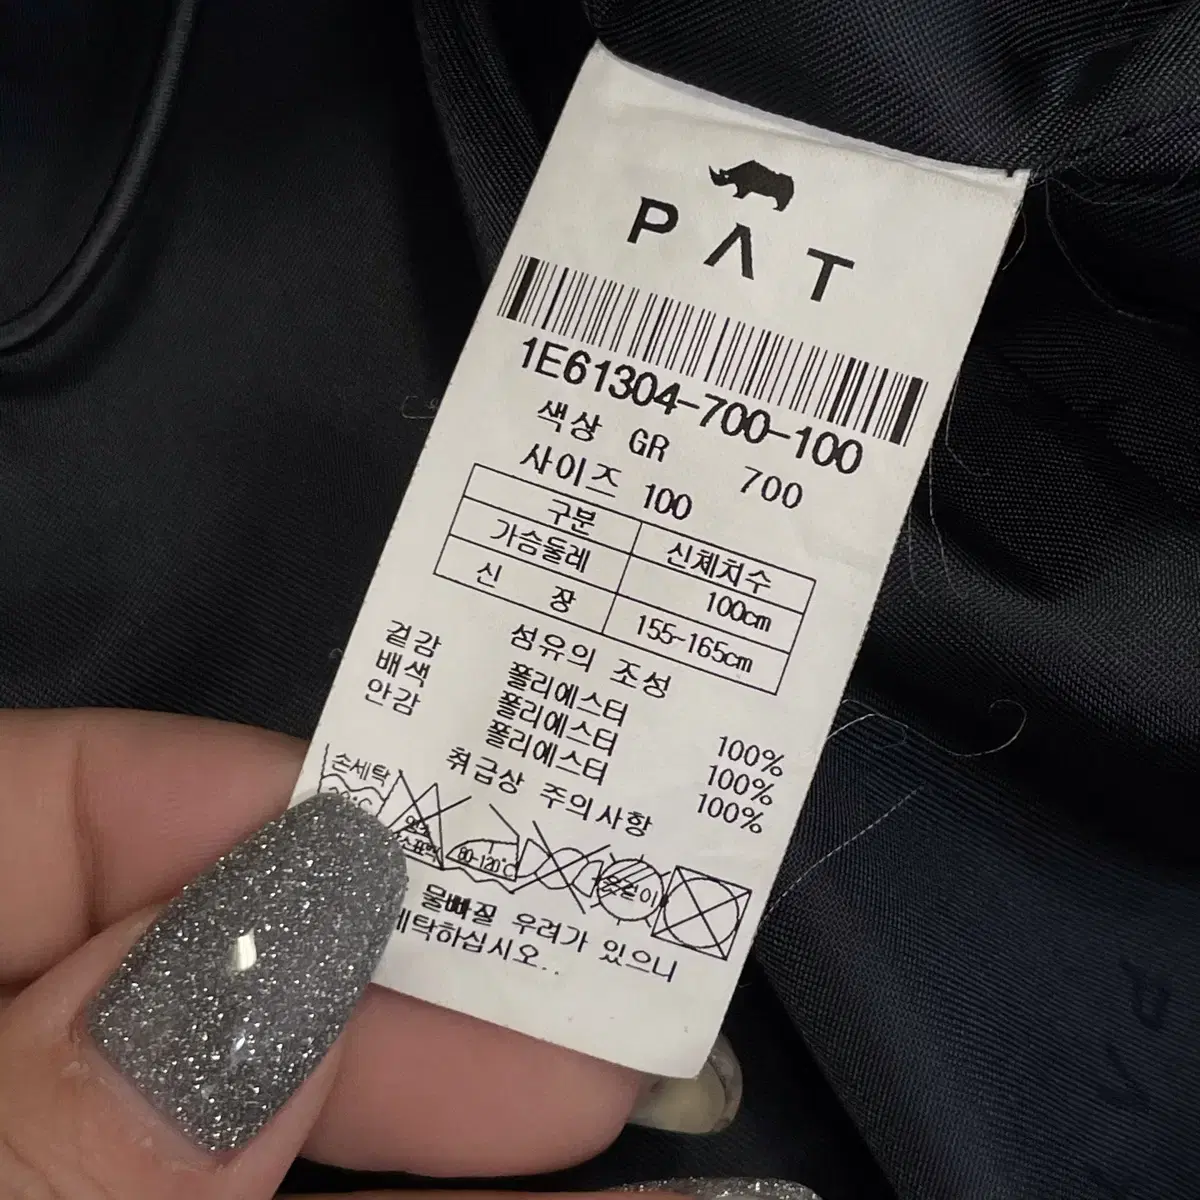 PΛT
1E61304-700-100
색상 GR 700
사이즈 100
구분 신체치수
가슴둘레 100cm
신 장 155-165cm
섬유의 조성
겉감 폴리에스터 100%
배색 폴리에스터 100%
안감 폴리에스터 100%
취급상 주의사항
손세탁
80-120℃
물빠질 우려가 있으니
세탁하십시오..